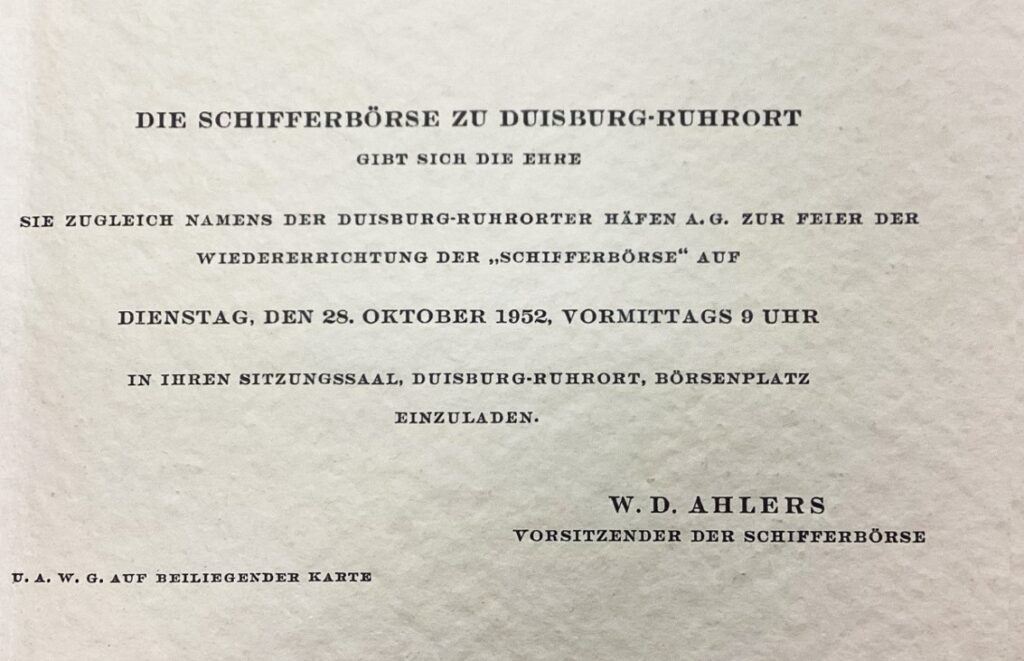 DIE SCHIFFERBÖRSE ZU DUISBURG-RUHRORT
GIBT SICH DIE EHRE
SIE ZUGLEICH NAMENS DER DUISBURG-RUHRORTER HÄFEN A.G. ZUR FEIER DER
WIEDERERRICHTUNG DER „SCHIFFERBÖRSE“ AUF
DIENSTAG, DEN 28. OKTOBER 1952, VORMITTAGS 9 UHR
IN IHREN SITZUNGSSAAL, DUISBURG-RUHRORT, BÖRSENPLATZ
EINZULADEN.
W. D. AHLERS
VORSITZENDER DER SCHIFFERBÖRSE
U. A. W. G. AUF BEILIEGENDER KARTE